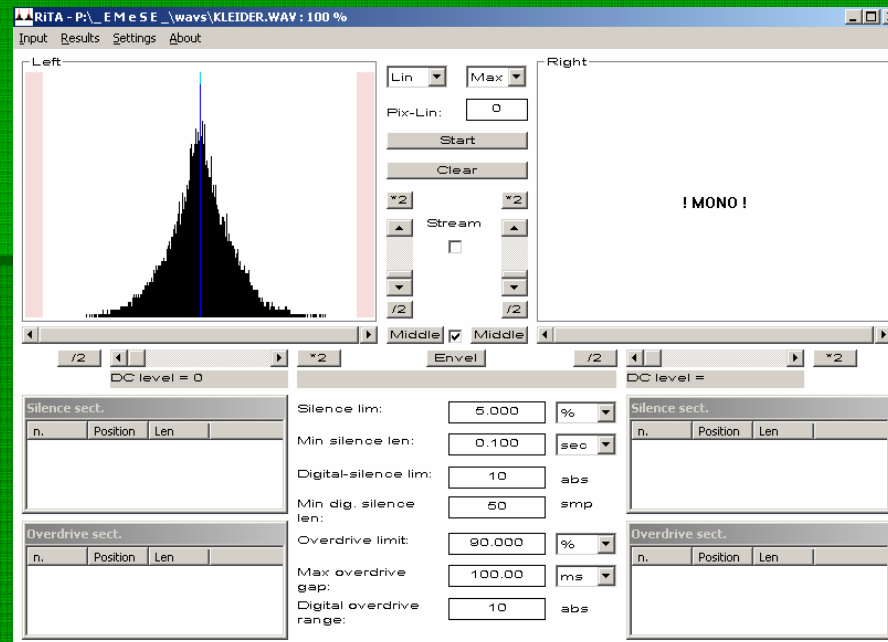 RiTA - P:\_ E M e S E _\wavs\KLEIDER.WAV : 100 %
Input Results Settings About
Left
Lin Max
Pix-Lin: 0
Start
Clear
*2 *2
Stream
/2 /2
Middle Middle
Right
! MONO !
/2 *2 Envel /2 *2
DC level = 0 DC level =
Silence sect.
n. Position Len
Overdrive sect.
n. Position Len
Silence lim: 5.000 %
Min silence len: 0.100 sec
Digital-silence lim: 10 abs
Min dig. silence len: 50 smp
Overdrive limit: 90.000 %
Max overdrive gap: 100.00 ms
Digital overdrive range: 10 abs
Silence sect.
n. Position Len
Overdrive sect.
n. Position Len